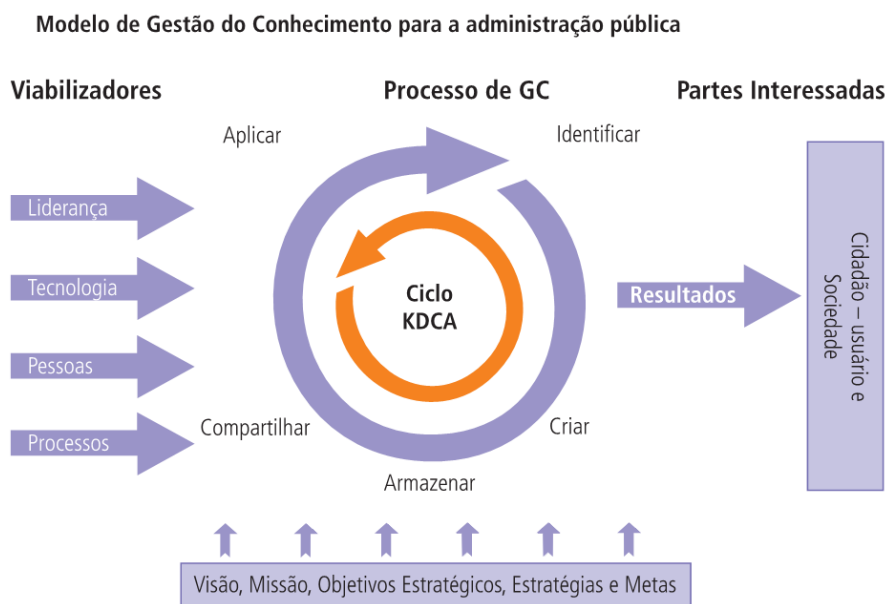 Modelo de Gestão do Conhecimento para a administração pública
Viabilizadores
Processo de GC
Partes Interessadas
Aplicar
Identificar
Liderança
Tecnologia
Pessoas
Processos
Ciclo
KDCA
Compartilhar
Criar
Armazenar
Resultados
Cidadão – usuário e
Sociedade
Visão, Missão, Objetivos Estratégicos, Estratégias e Metas